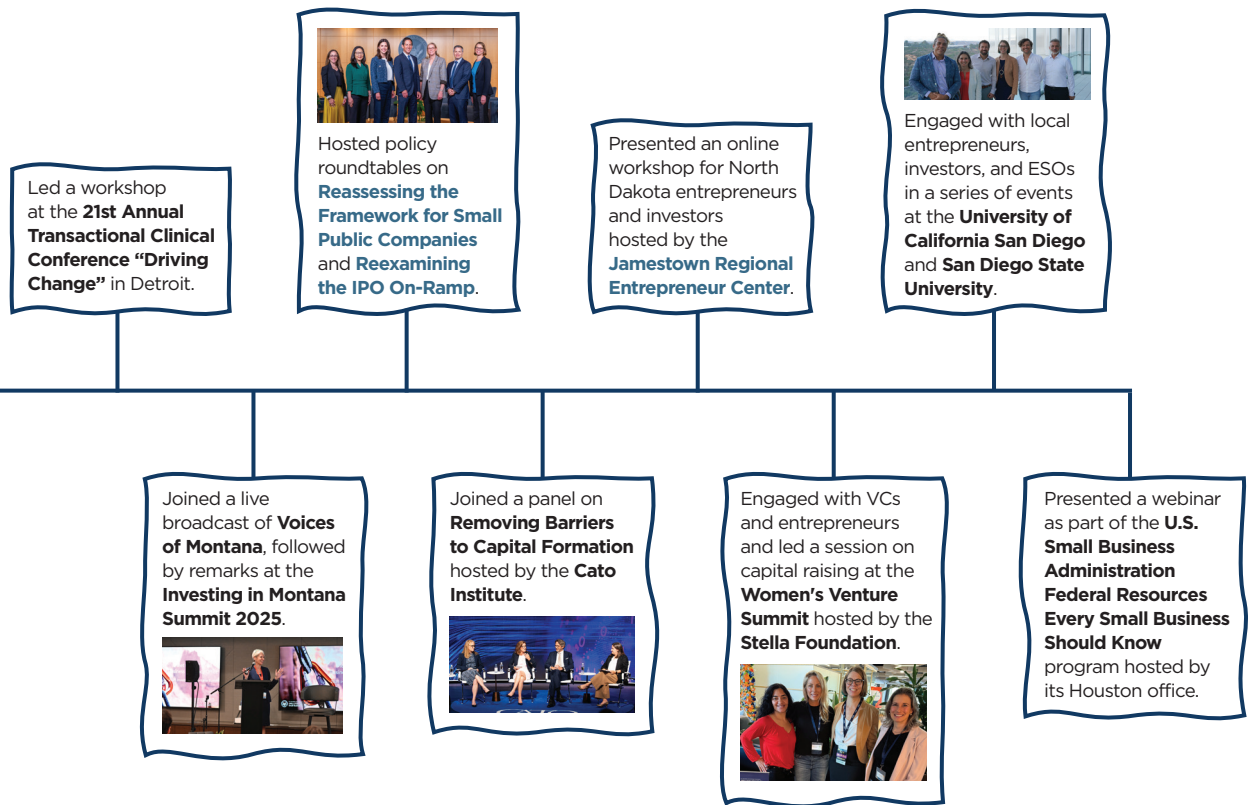 Led a workshop
at the 21st Annual
Transactional Clinical
Conference “Driving
Change” in Detroit.
Hosted policy
roundtables on
Reassessing the
Framework for Small
Public Companies
and Reexamining
the IPO On-Ramp.
Presented an online
workshop for North
Dakota entrepreneurs
and investors
hosted by the
Jamestown Regional
Entrepreneur Center.
Engaged with local
entrepreneurs,
investors, and ESOs
in a series of events
at the University of
California San Diego
and San Diego State
University.
Joined a live
broadcast of Voices
of Montana, followed
by remarks at the
Investing in Montana
Summit 2025.
Joined a panel on
Removing Barriers
to Capital Formation
hosted by the Cato
Institute.
Engaged with VCs
and entrepreneurs
and led a session on
capital raising at the
Women's Venture
Summit hosted by the
Stella Foundation.
Presented a webinar
as part of the U.S.
Small Business
Administration
Federal Resources
Every Small Business
Should Know
program hosted by
its Houston office.